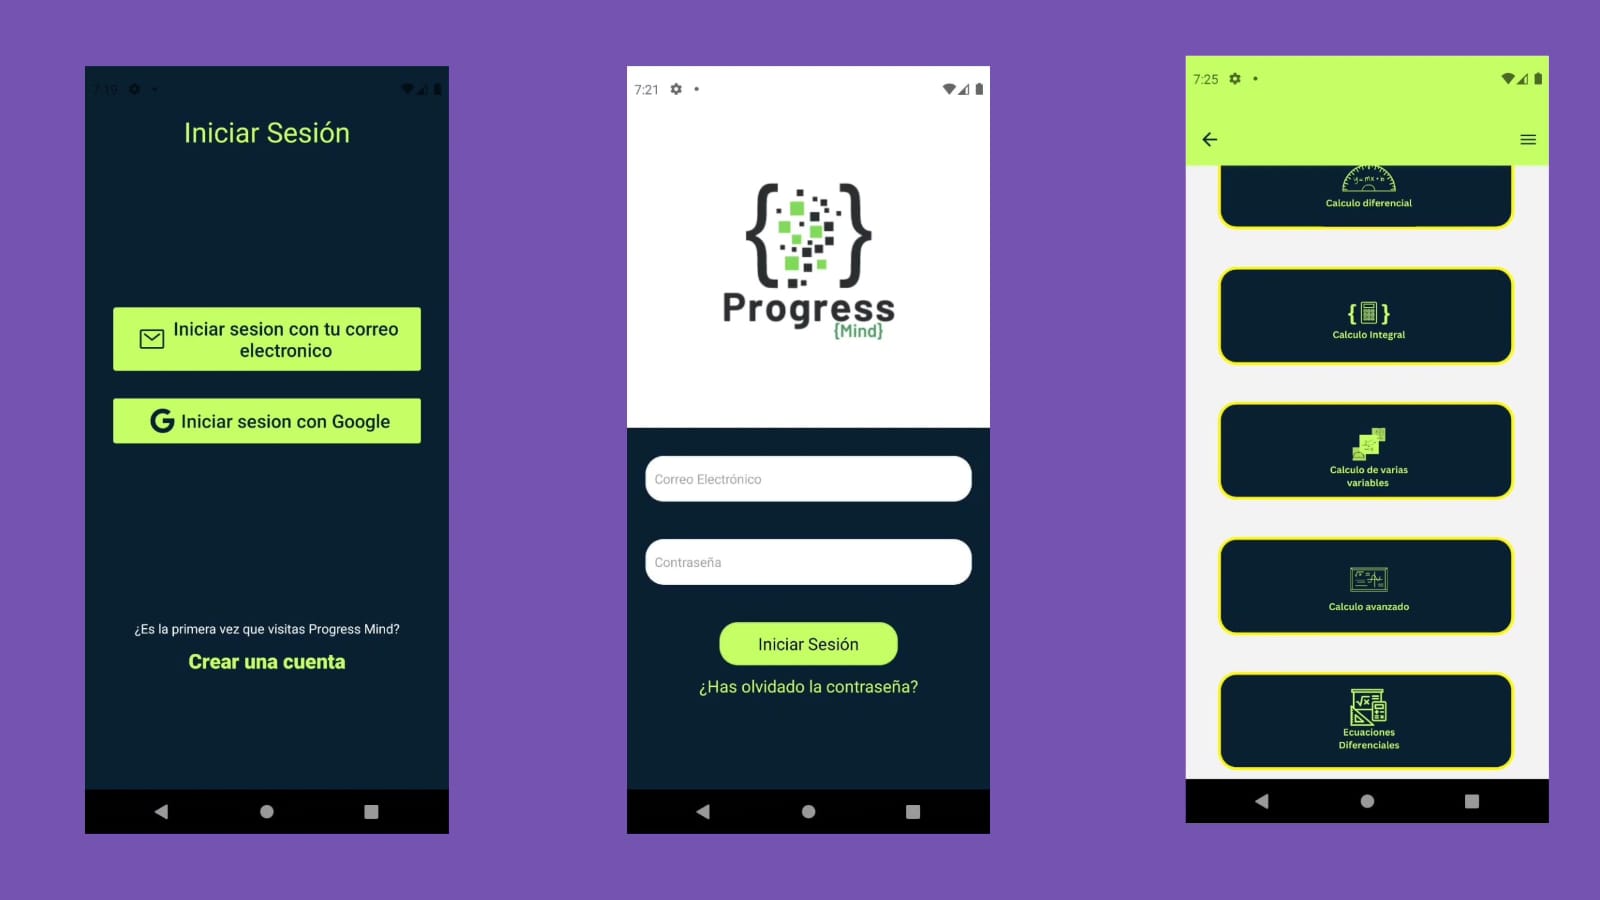 7:19
Iniciar Sesión
Iniciar sesion con tu correo
electronico
G Iniciar sesion con Google
¿Es la primera vez que visitas Progress Mind?
Crear una cuenta
7:21
{ }
Progress
{Mind}
Correo Electrónico
Contraseña
Iniciar Sesión
¿Has olvidado la contraseña?
7:25
y=mx+b
Calculo diferencial
{ }
Calculo Integral
Calculo de varias
variables
Calculo avanzado
√x
Ecuaciones
Diferenciales